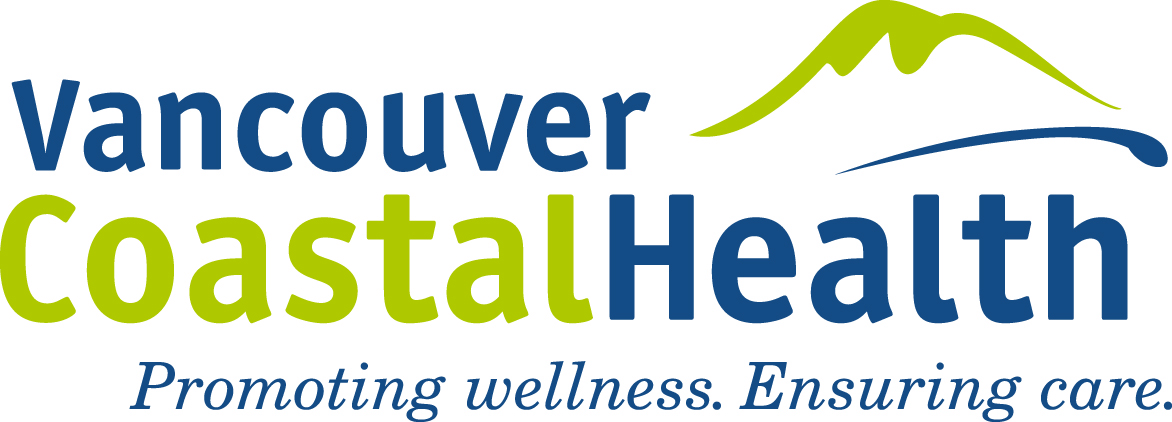 Vancouver
CoastalHealth
Promoting wellness. Ensuring care.